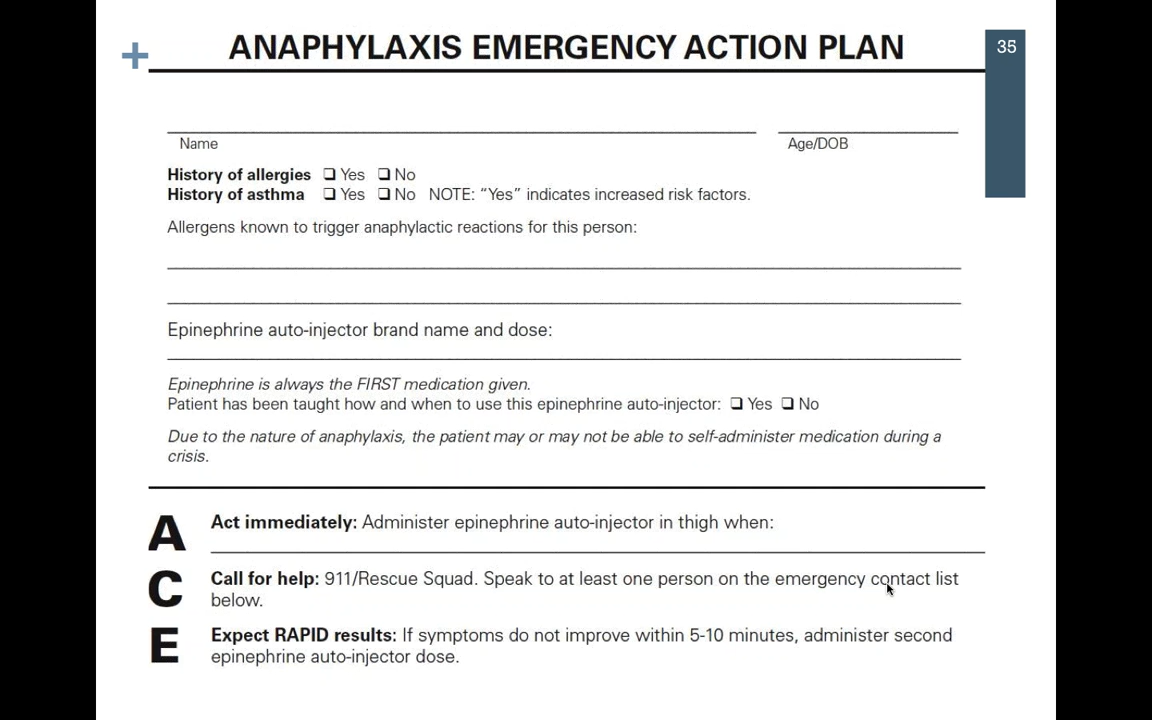 ANAPHYLAXIS EMERGENCY ACTION PLAN
35
Name
Age/DOB
History of allergies ❑ Yes ❑ No
History of asthma ❑ Yes ❑ No NOTE: “Yes” indicates increased risk factors.
Allergens known to trigger anaphylactic reactions for this person:
Epinephrine auto-injector brand name and dose:
Epinephrine is always the FIRST medication given.
Patient has been taught how and when to use this epinephrine auto-injector: ❑ Yes ❑ No
Due to the nature of anaphylaxis, the patient may or may not be able to self-administer medication during a
crisis.
A Act immediately: Administer epinephrine auto-injector in thigh when:
C Call for help: 911/Rescue Squad. Speak to at least one person on the emergency contact list
below.
E Expect RAPID results: If symptoms do not improve within 5-10 minutes, administer second
epinephrine auto-injector dose.